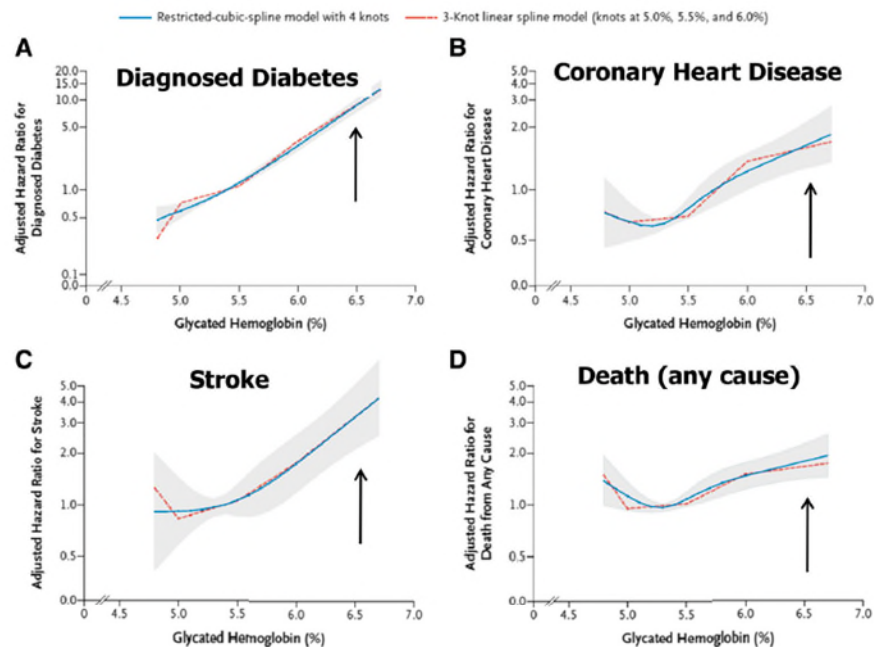 Restricted-cubic-spline model with 4 knots
3-Knot linear spline model (knots at 5.0%, 5.5%, and 6.0%)
A
Diagnosed Diabetes
Adjusted Hazard Ratio for
Diagnosed Diabetes
20.0
15.0
10.0
5.0
1.0
0.5
0.1
0.0
0 4.5 5.0 5.5 6.0 6.5 7.0
Glycated Hemoglobin (%)
B
Coronary Heart Disease
Adjusted Hazard Ratio for
Coronary Heart Disease
5.0
4.0
3.0
2.0
1.0
0.5
0.0
0 4.5 5.0 5.5 6.0 6.5 7.0
Glycated Hemoglobin (%)
C
Stroke
Adjusted Hazard Ratio for Stroke
5.0
4.0
3.0
2.0
1.0
0.5
0.0
0 4.5 5.0 5.5 6.0 6.5 7.0
Glycated Hemoglobin (%)
D
Death (any cause)
Adjusted Hazard Ratio for
Death from Any Cause
5.0
4.0
3.0
2.0
1.0
0.5
0.0
0 4.5 5.0 5.5 6.0 6.5 7.0
Glycated Hemoglobin (%)